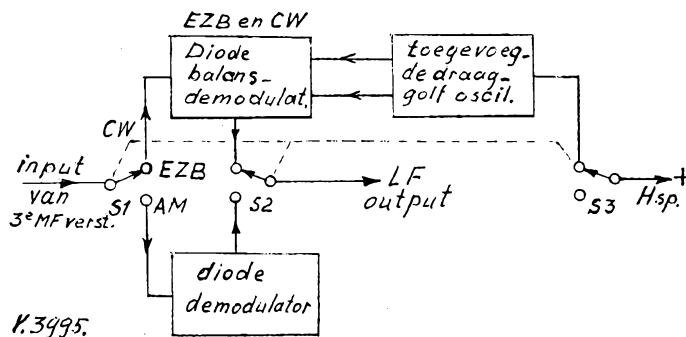 EZB en CW
Diode
balans-
demodulat.
toegevoeg-
de draag-
golf oscil.
CW
input
van
3e MF verst.
EZB
S1
AM
S2
LF
output
S3
+
H.sp.
diode
demodulator
Y.3995.